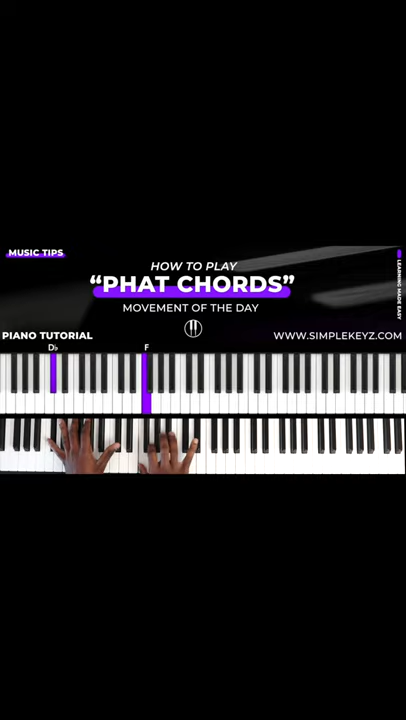 MUSIC TIPS
HOW TO PLAY
“PHAT CHORDS”
MOVEMENT OF THE DAY
LEARNING MADE EASY
PIANO TUTORIAL
WWW.SIMPLEKEYZ.COM
D♭
F